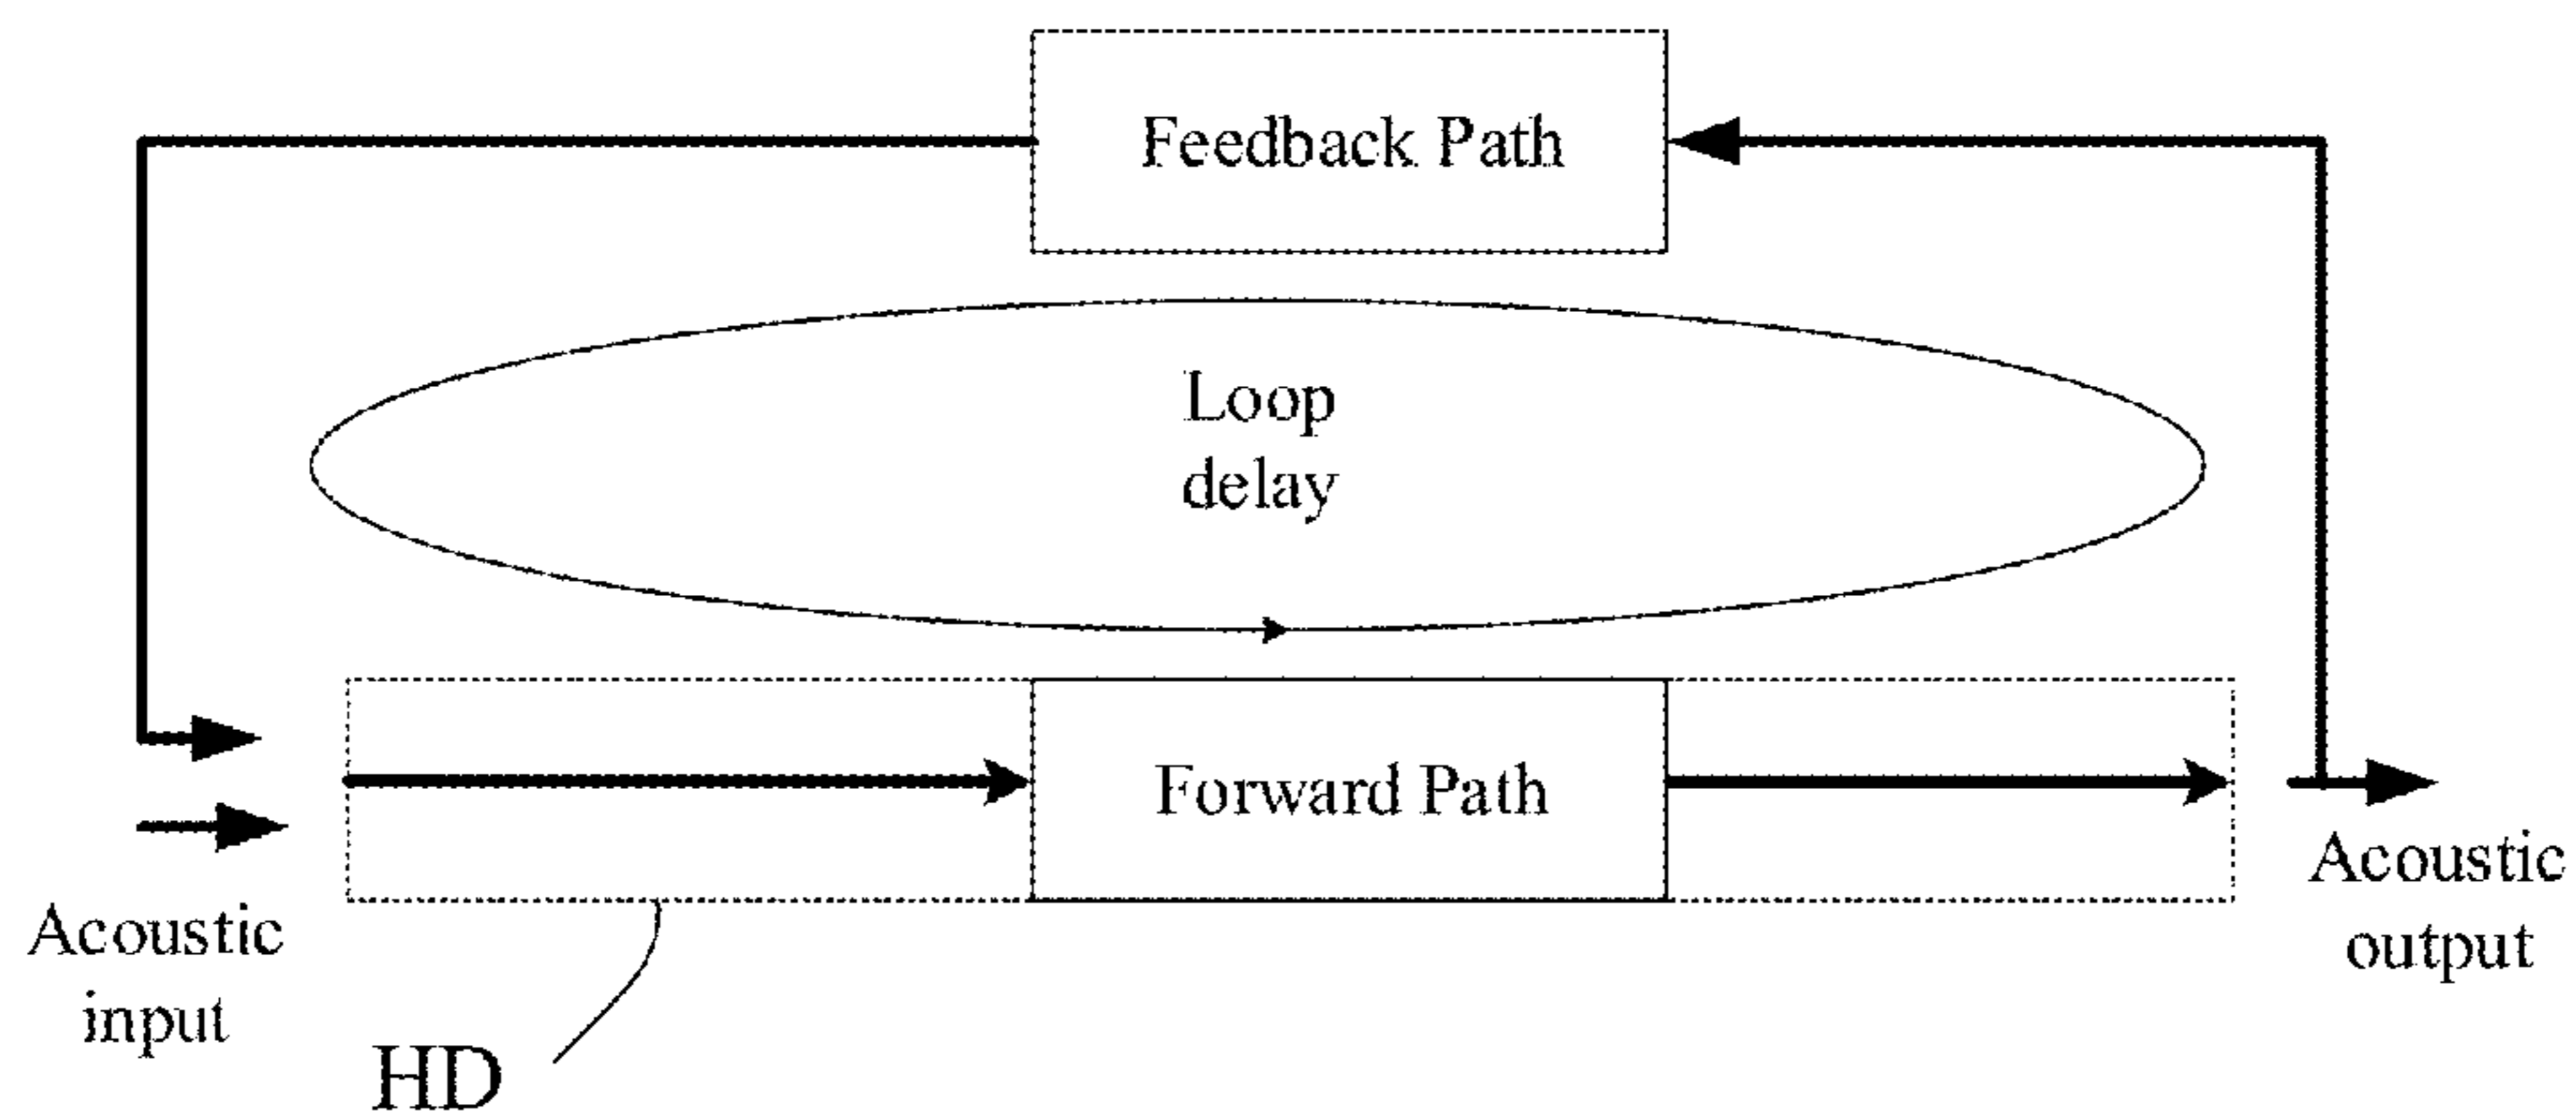 Feedback Path
Loop
delay
Forward Path
Acoustic
input
Acoustic
output
HD